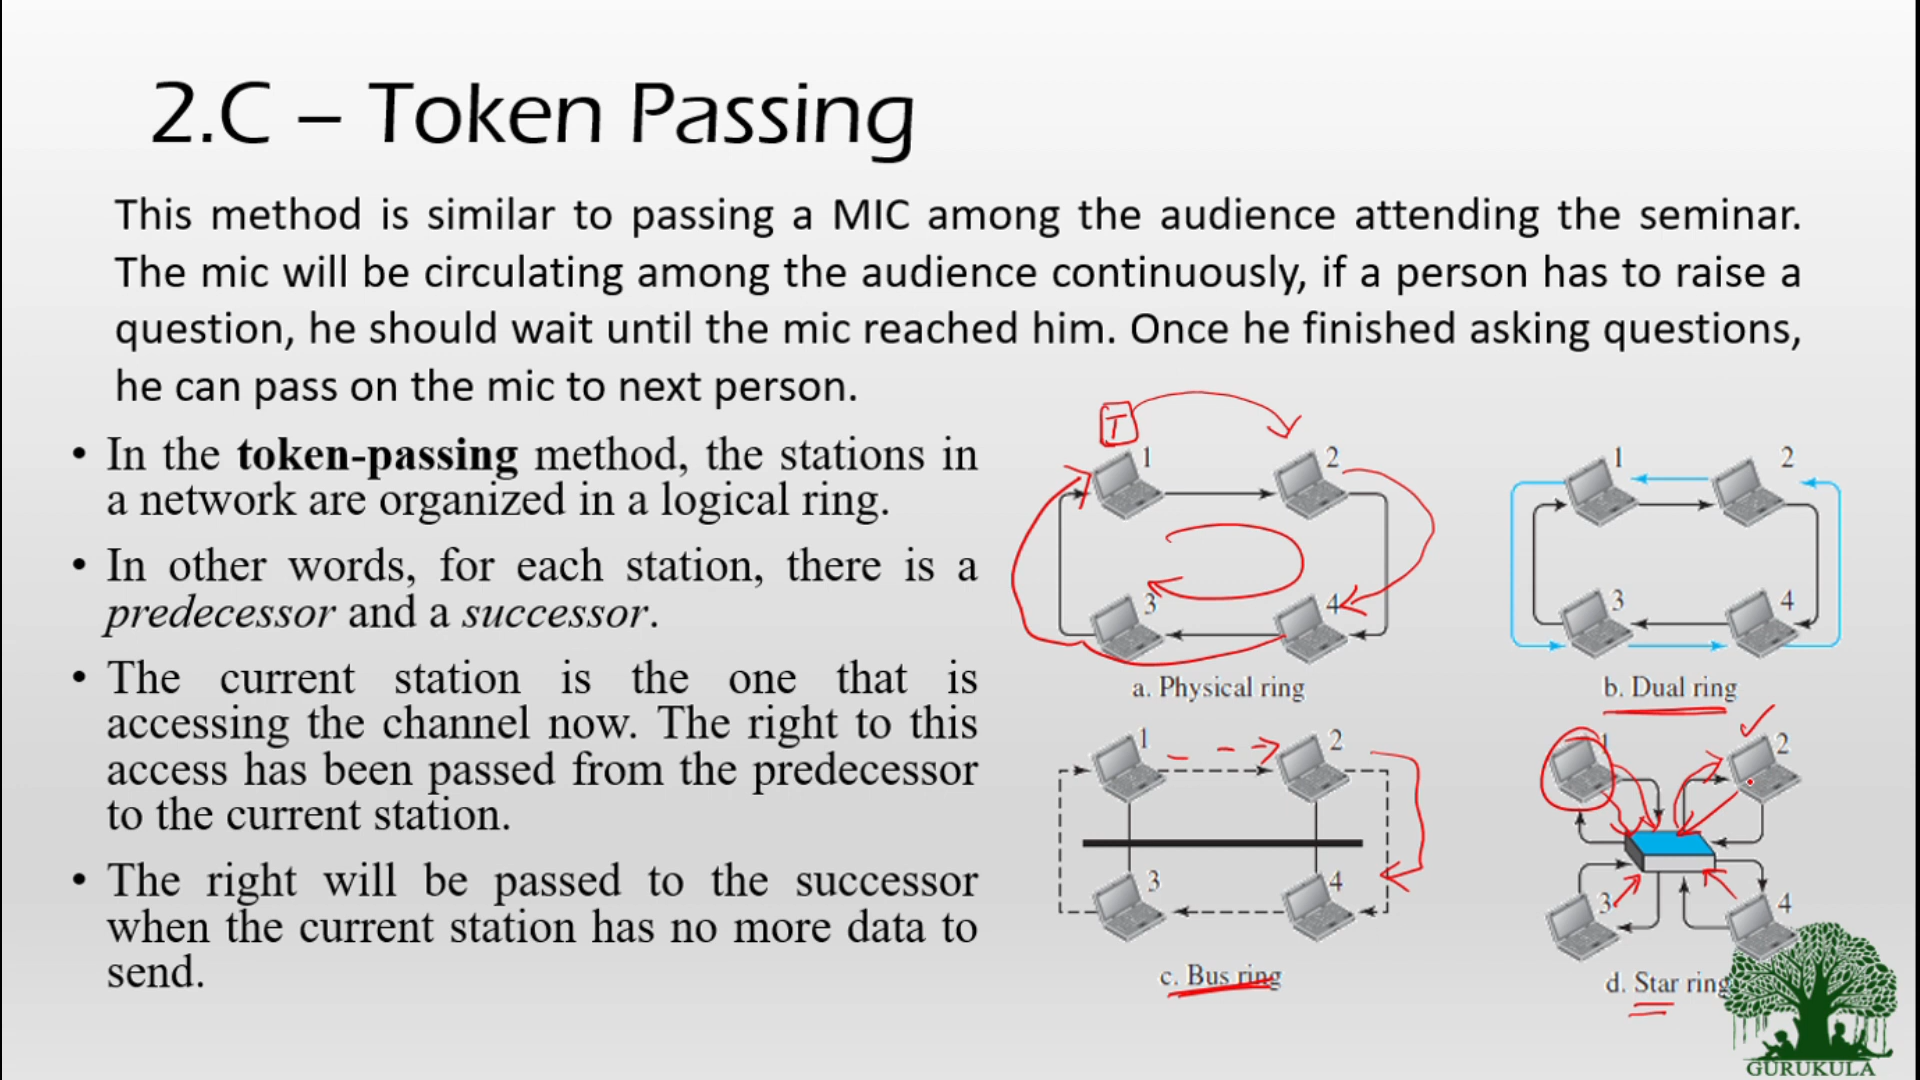 2.C – Token Passing
This method is similar to passing a MIC among the audience attending the seminar.
The mic will be circulating among the audience continuously, if a person has to raise a
question, he should wait until the mic reached him. Once he finished asking questions,
he can pass on the mic to next person.
• In the token-passing method, the stations in
a network are organized in a logical ring.
• In other words, for each station, there is a
predecessor and a successor.
• The current station is the one that is
accessing the channel now. The right to this
access has been passed from the predecessor
to the current station.
• The right will be passed to the successor
when the current station has no more data to
send.
T
1 2
3 4
a. Physical ring
1 2
3 4
b. Dual ring
1 2
3 4
c. Bus ring
1 2
3 4
d. Star ring
GURUKULA